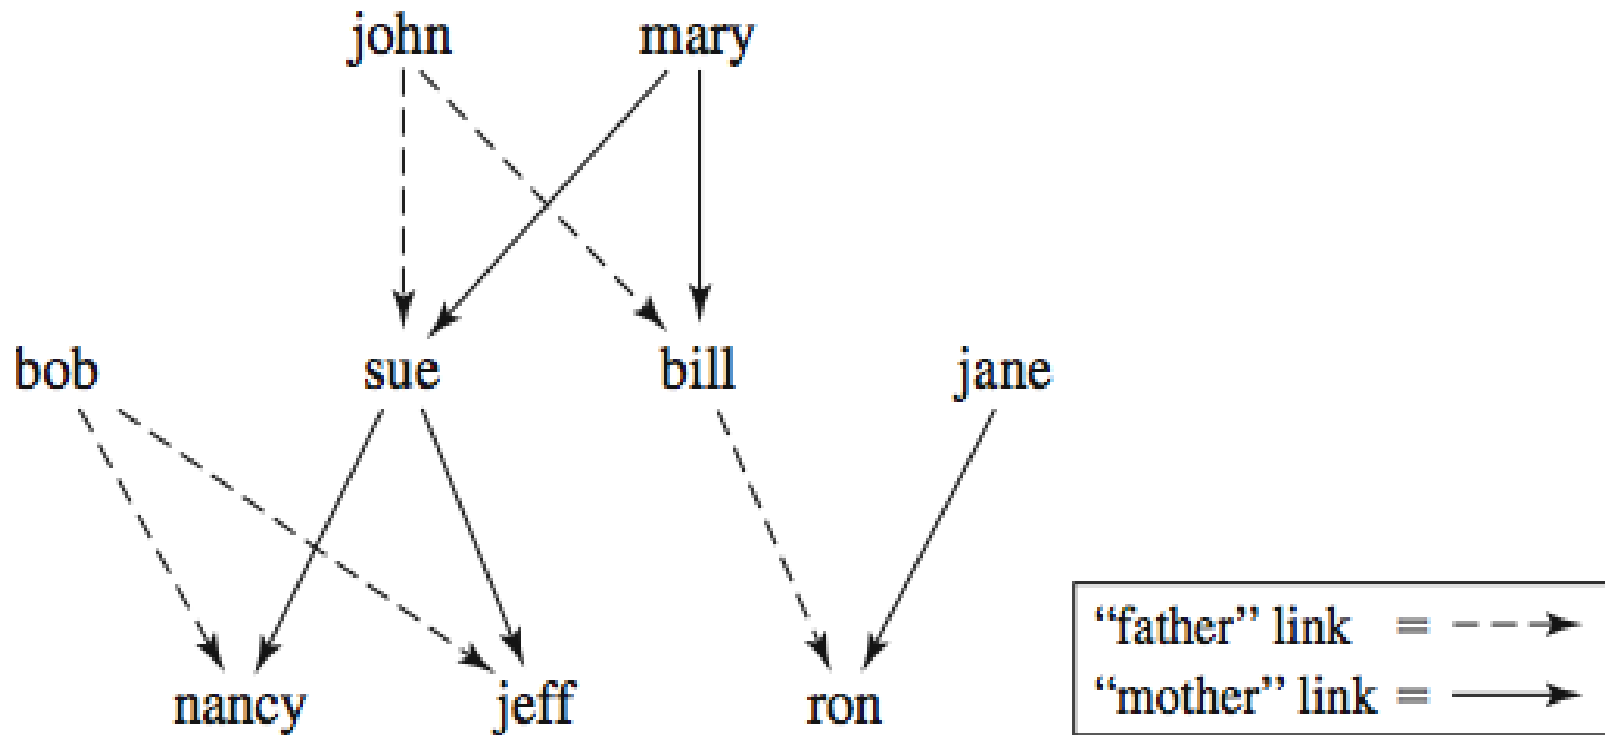 john mary
bob sue bill jane
nancy jeff ron
“father” link =
“mother” link =